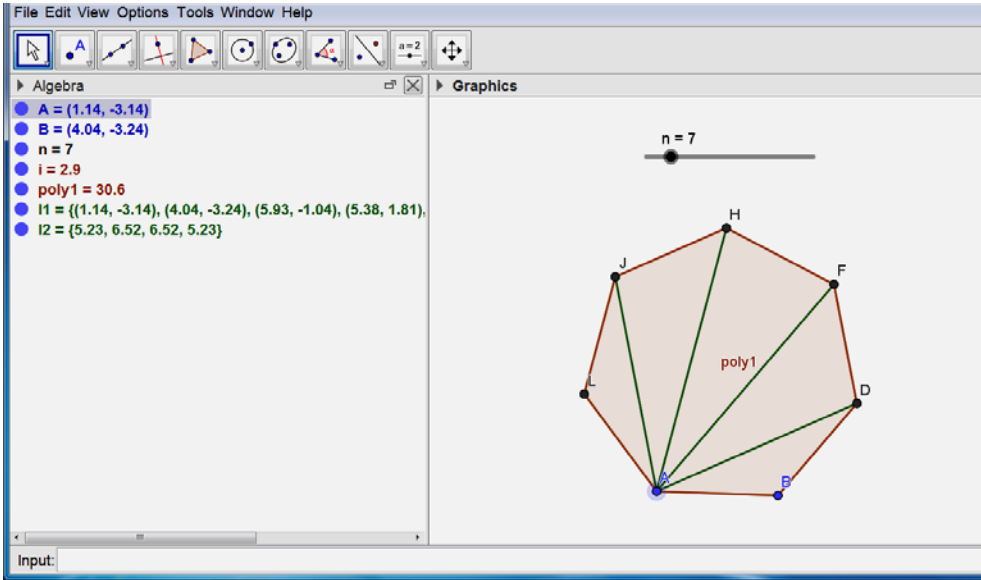 File Edit View Options Tools Window Help
A
a=2
Algebra
Graphics
A = (1.14, -3.14)
B = (4.04, -3.24)
n = 7
i = 2.9
poly1 = 30.6
l1 = {(1.14, -3.14), (4.04, -3.24), (5.93, -1.04), (5.38, 1.81),
l2 = {5.23, 6.52, 6.52, 5.23}
n = 7
H
J
F
poly1
L
D
A
B
Input: